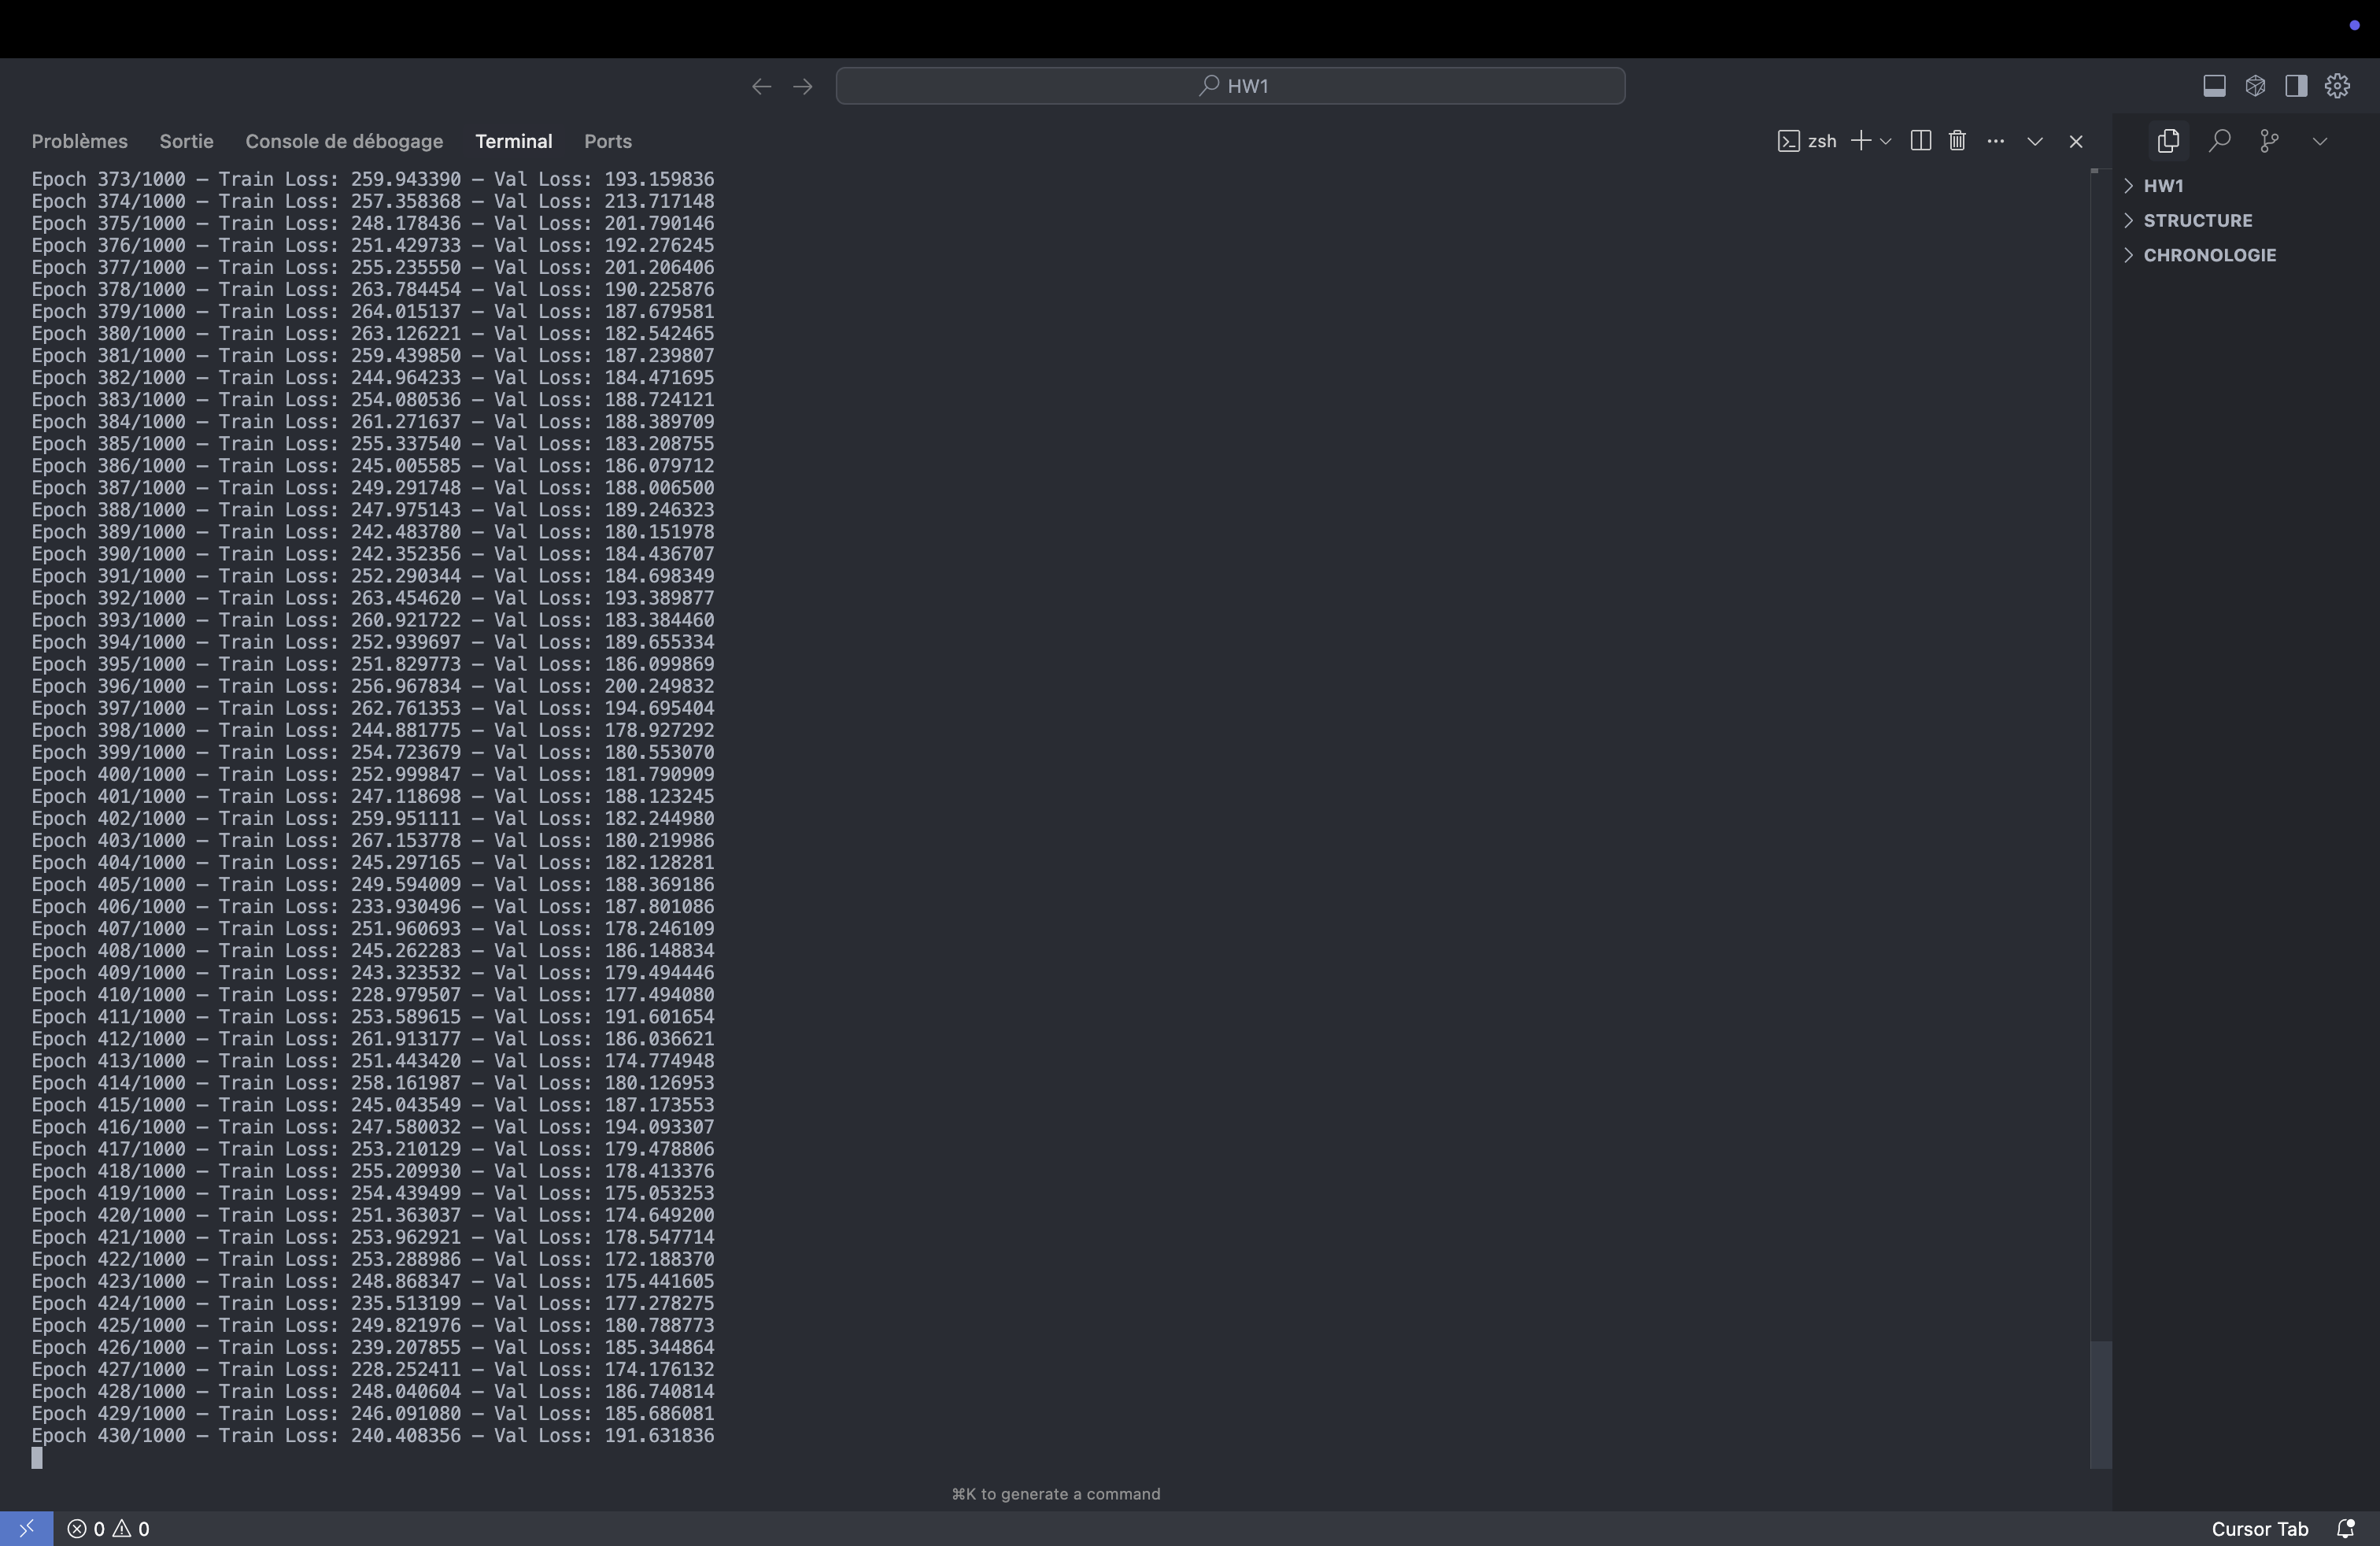 HW1
Problèmes Sortie Console de débogage Terminal Ports zsh
Epoch 373/1000 — Train Loss: 259.943390 — Val Loss: 193.159836
Epoch 374/1000 — Train Loss: 257.358368 — Val Loss: 213.717148
Epoch 375/1000 — Train Loss: 248.178436 — Val Loss: 201.790146
Epoch 376/1000 — Train Loss: 251.429733 — Val Loss: 192.276245
Epoch 377/1000 — Train Loss: 255.235550 — Val Loss: 201.206406
Epoch 378/1000 — Train Loss: 263.784454 — Val Loss: 190.225876
Epoch 379/1000 — Train Loss: 264.015137 — Val Loss: 187.679581
Epoch 380/1000 — Train Loss: 263.126221 — Val Loss: 182.542465
Epoch 381/1000 — Train Loss: 259.439850 — Val Loss: 187.239807
Epoch 382/1000 — Train Loss: 244.964233 — Val Loss: 184.471695
Epoch 383/1000 — Train Loss: 254.080536 — Val Loss: 188.724121
Epoch 384/1000 — Train Loss: 261.271637 — Val Loss: 188.389709
Epoch 385/1000 — Train Loss: 255.337540 — Val Loss: 183.208755
Epoch 386/1000 — Train Loss: 245.005585 — Val Loss: 186.079712
Epoch 387/1000 — Train Loss: 249.291748 — Val Loss: 188.006500
Epoch 388/1000 — Train Loss: 247.975143 — Val Loss: 189.246323
Epoch 389/1000 — Train Loss: 242.483780 — Val Loss: 180.151978
Epoch 390/1000 — Train Loss: 242.352356 — Val Loss: 184.436707
Epoch 391/1000 — Train Loss: 252.290344 — Val Loss: 184.698349
Epoch 392/1000 — Train Loss: 263.454620 — Val Loss: 193.389877
Epoch 393/1000 — Train Loss: 260.921722 — Val Loss: 183.384460
Epoch 394/1000 — Train Loss: 252.939697 — Val Loss: 189.655334
Epoch 395/1000 — Train Loss: 251.829773 — Val Loss: 186.099869
Epoch 396/1000 — Train Loss: 256.967834 — Val Loss: 200.249832
Epoch 397/1000 — Train Loss: 262.761353 — Val Loss: 194.695404
Epoch 398/1000 — Train Loss: 244.881775 — Val Loss: 178.927292
Epoch 399/1000 — Train Loss: 254.723679 — Val Loss: 180.553070
Epoch 400/1000 — Train Loss: 252.999847 — Val Loss: 181.790909
Epoch 401/1000 — Train Loss: 247.118698 — Val Loss: 188.123245
Epoch 402/1000 — Train Loss: 259.951111 — Val Loss: 182.244980
Epoch 403/1000 — Train Loss: 267.153778 — Val Loss: 180.219986
Epoch 404/1000 — Train Loss: 245.297165 — Val Loss: 182.128281
Epoch 405/1000 — Train Loss: 249.594009 — Val Loss: 188.369186
Epoch 406/1000 — Train Loss: 233.930496 — Val Loss: 187.801086
Epoch 407/1000 — Train Loss: 251.960693 — Val Loss: 178.246109
Epoch 408/1000 — Train Loss: 245.262283 — Val Loss: 186.148834
Epoch 409/1000 — Train Loss: 243.323532 — Val Loss: 179.494446
Epoch 410/1000 — Train Loss: 228.979507 — Val Loss: 177.494080
Epoch 411/1000 — Train Loss: 253.589615 — Val Loss: 191.601654
Epoch 412/1000 — Train Loss: 261.913177 — Val Loss: 186.036621
Epoch 413/1000 — Train Loss: 251.443420 — Val Loss: 174.774948
Epoch 414/1000 — Train Loss: 258.161987 — Val Loss: 180.126953
Epoch 415/1000 — Train Loss: 245.043549 — Val Loss: 187.173553
Epoch 416/1000 — Train Loss: 247.580032 — Val Loss: 194.093307
Epoch 417/1000 — Train Loss: 253.210129 — Val Loss: 179.478806
Epoch 418/1000 — Train Loss: 255.209930 — Val Loss: 178.413376
Epoch 419/1000 — Train Loss: 254.439499 — Val Loss: 175.053253
Epoch 420/1000 — Train Loss: 251.363037 — Val Loss: 174.649200
Epoch 421/1000 — Train Loss: 253.962921 — Val Loss: 178.547714
Epoch 422/1000 — Train Loss: 253.288986 — Val Loss: 172.188370
Epoch 423/1000 — Train Loss: 248.868347 — Val Loss: 175.441605
Epoch 424/1000 — Train Loss: 235.513199 — Val Loss: 177.278275
Epoch 425/1000 — Train Loss: 249.821976 — Val Loss: 180.788773
Epoch 426/1000 — Train Loss: 239.207855 — Val Loss: 185.344864
Epoch 427/1000 — Train Loss: 228.252411 — Val Loss: 174.176132
Epoch 428/1000 — Train Loss: 248.040604 — Val Loss: 186.740814
Epoch 429/1000 — Train Loss: 246.091080 — Val Loss: 185.686081
Epoch 430/1000 — Train Loss: 240.408356 — Val Loss: 191.631836
⌘K to generate a command
HW1
STRUCTURE
CHRONOLOGIE
0 0 Cursor Tab